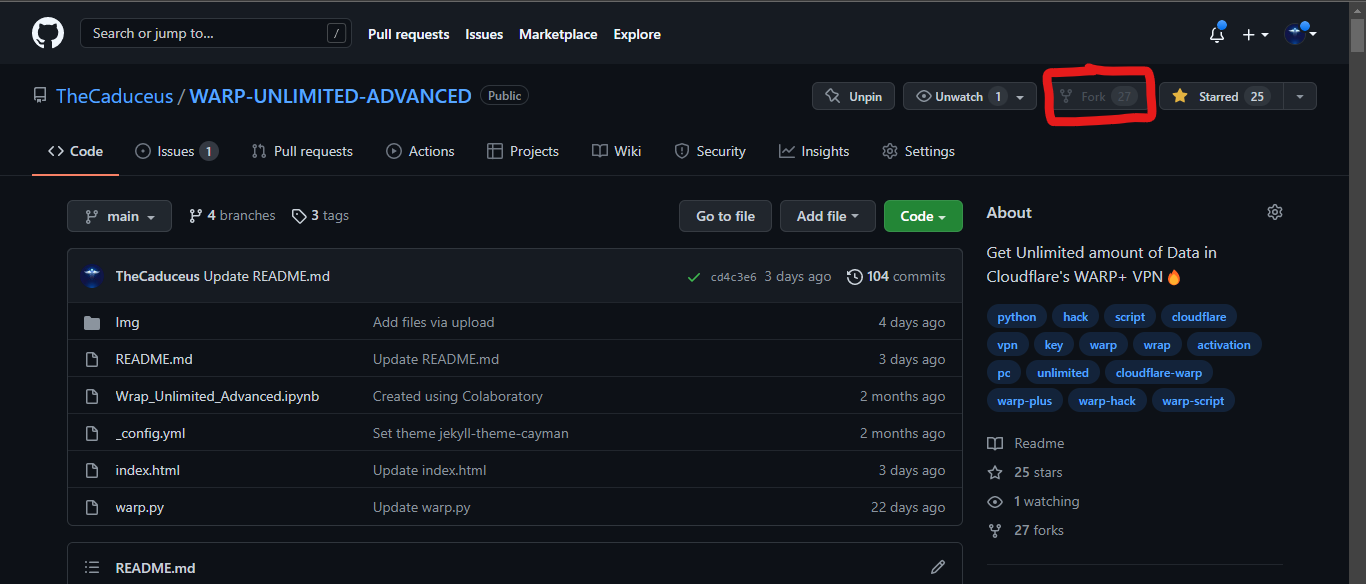 Search or jump to... / Pull requests Issues Marketplace Explore
TheCaduceus / WARP-UNLIMITED-ADVANCED Public Unpin Unwatch 1 Fork 27 Starred 25
Code Issues 1 Pull requests Actions Projects Wiki Security Insights Settings
main 4 branches 3 tags Go to file Add file Code
About
Get Unlimited amount of Data in
Cloudflare's WARP+ VPN🔥
python hack script cloudflare
vpn key warp wrap activation
pc unlimited cloudflare-warp
warp-plus warp-hack warp-script
Readme
25 stars
1 watching
27 forks
TheCaduceus Update README.md cd4c3e6 3 days ago 104 commits
Img Add files via upload 4 days ago
README.md Update README.md 3 days ago
Wrap_Unlimited_Advanced.ipynb Created using Colaboratory 2 months ago
_config.yml Set theme jekyll-theme-cayman 2 months ago
index.html Update index.html 3 days ago
warp.py Update warp.py 22 days ago
README.md